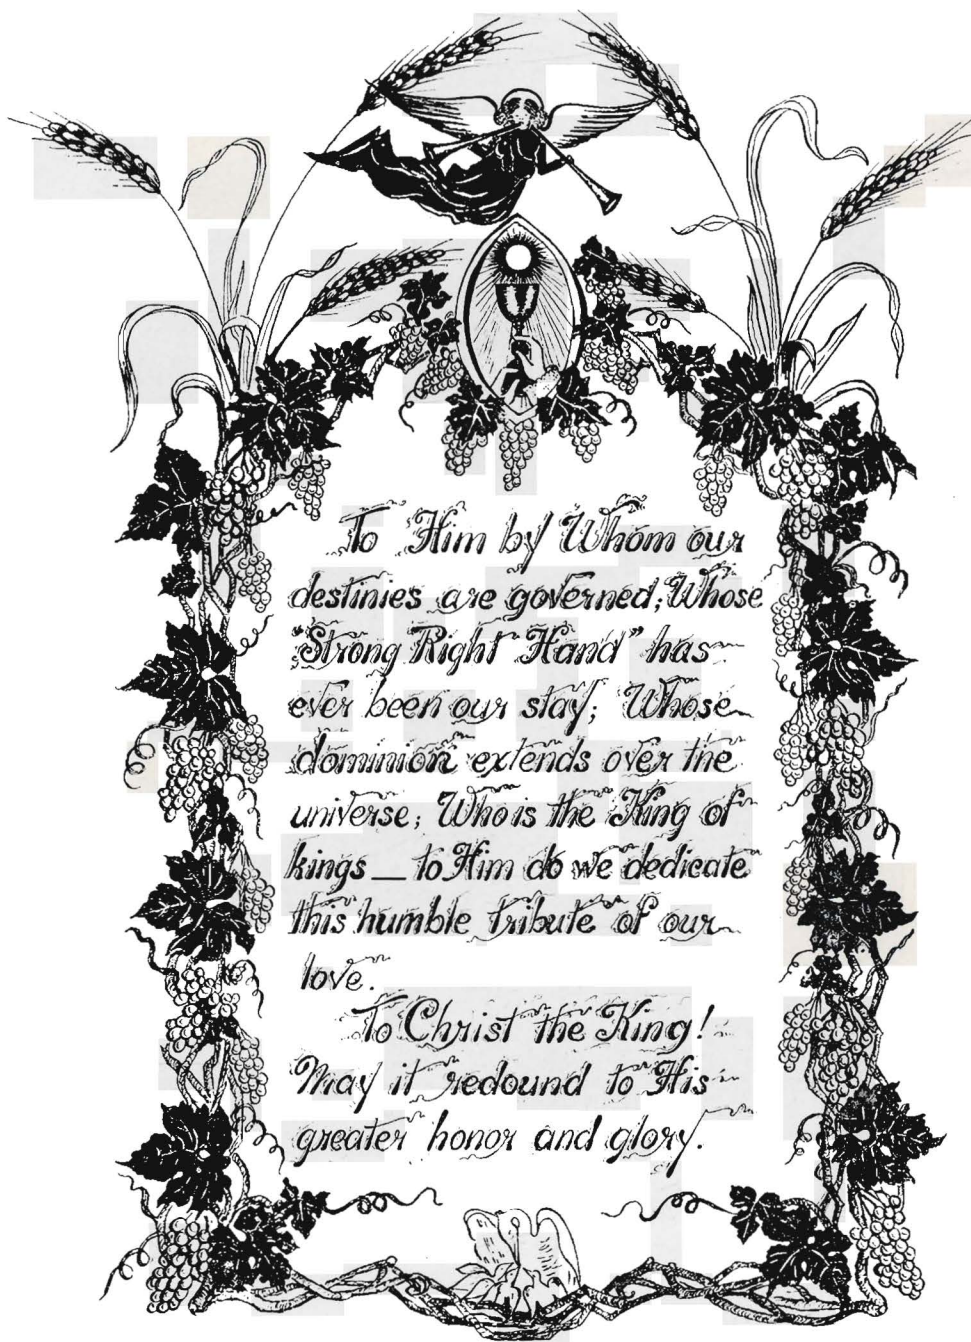 To Him by Whom our
destinies are governed; Whose
"Strong Right Hand" has
ever been our stay; Whose
dominion extends over the
universe; Who is the King of
kings — to Him do we dedicate
this humble tribute of our
love.
To Christ the King!
May it redound to His
greater honor and glory.